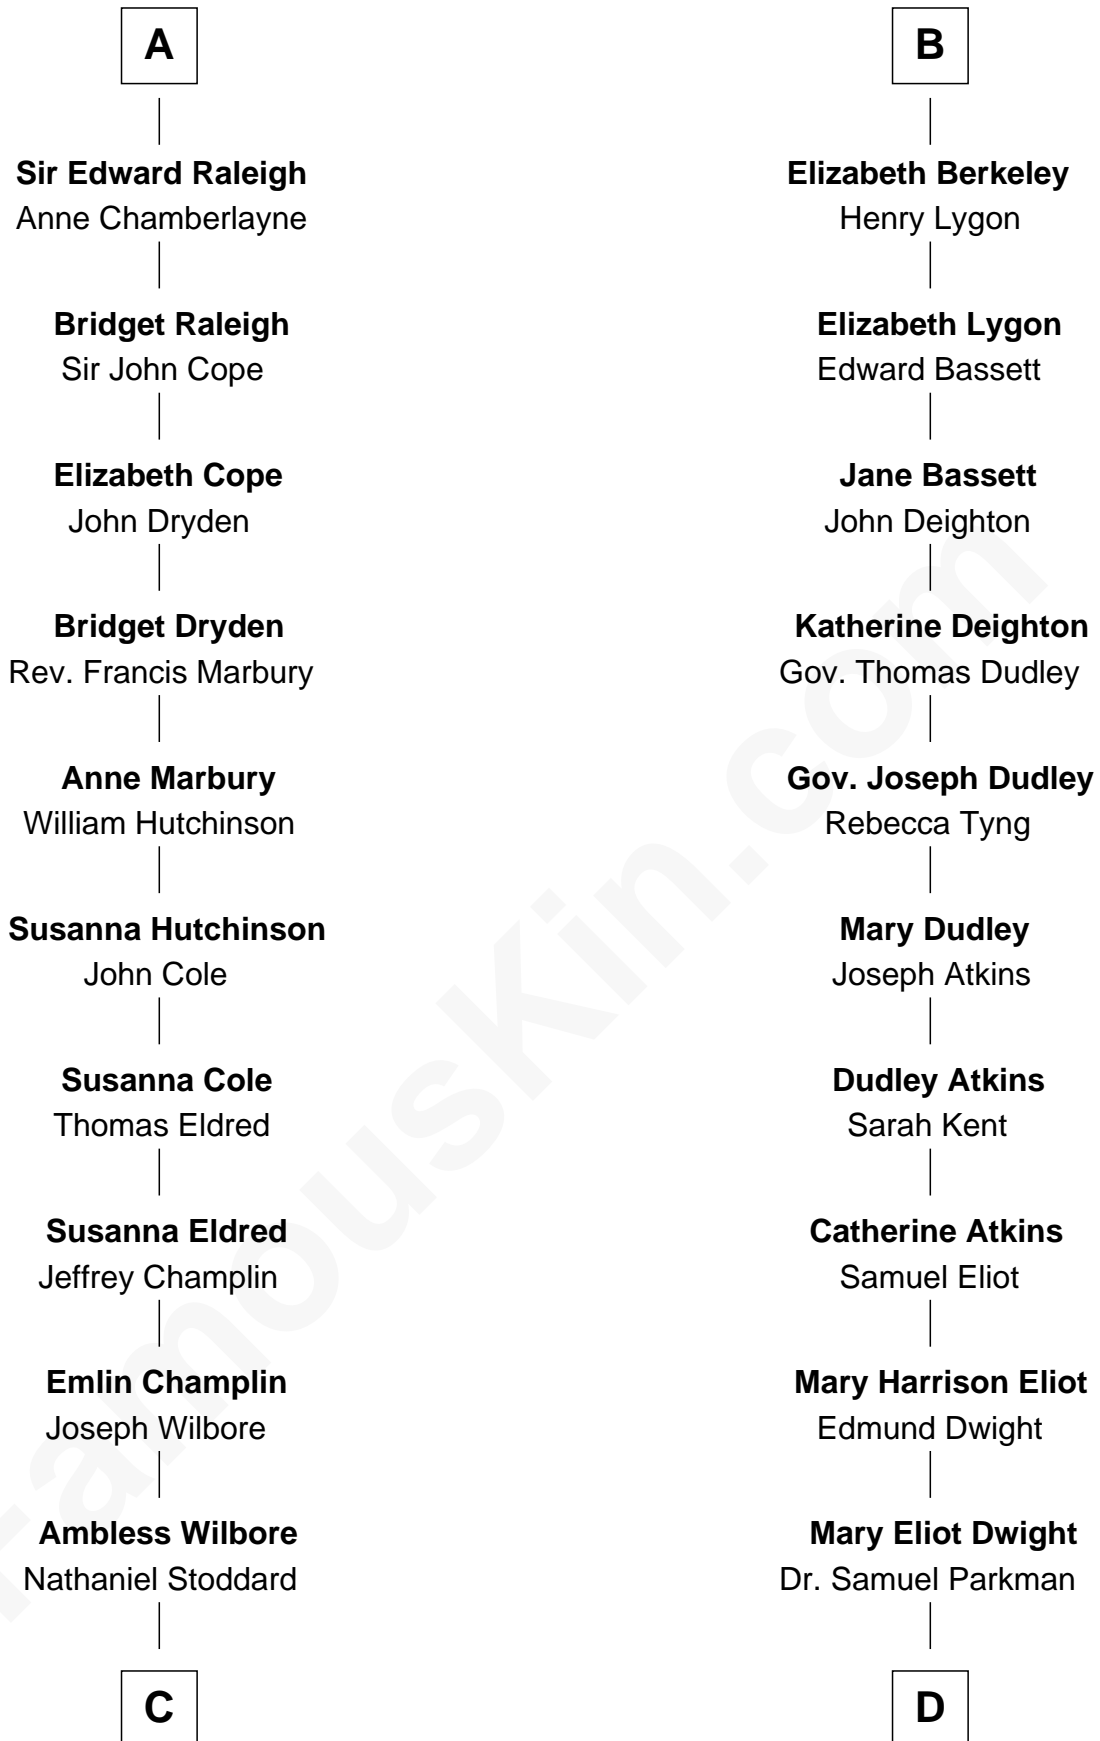 A
Sir Edward Raleigh
Anne Chamberlayne
Bridget Raleigh
Sir John Cope
Elizabeth Cope
John Dryden
Bridget Dryden
Rev. Francis Marbury
Anne Marbury
William Hutchinson
Susanna Hutchinson
John Cole
Susanna Cole
Thomas Eldred
Susanna Eldred
Jeffrey Champlin
Emlin Champlin
Joseph Wilbore
Ambless Wilbore
Nathaniel Stoddard
C
B
Elizabeth Berkeley
Henry Lygon
Elizabeth Lygon
Edward Bassett
Jane Bassett
John Deighton
Katherine Deighton
Gov. Thomas Dudley
Gov. Joseph Dudley
Rebecca Tyng
Mary Dudley
Joseph Atkins
Dudley Atkins
Sarah Kent
Catherine Atkins
Samuel Eliot
Mary Harrison Eliot
Edmund Dwight
Mary Eliot Dwight
Dr. Samuel Parkman
D
FamousKin.com